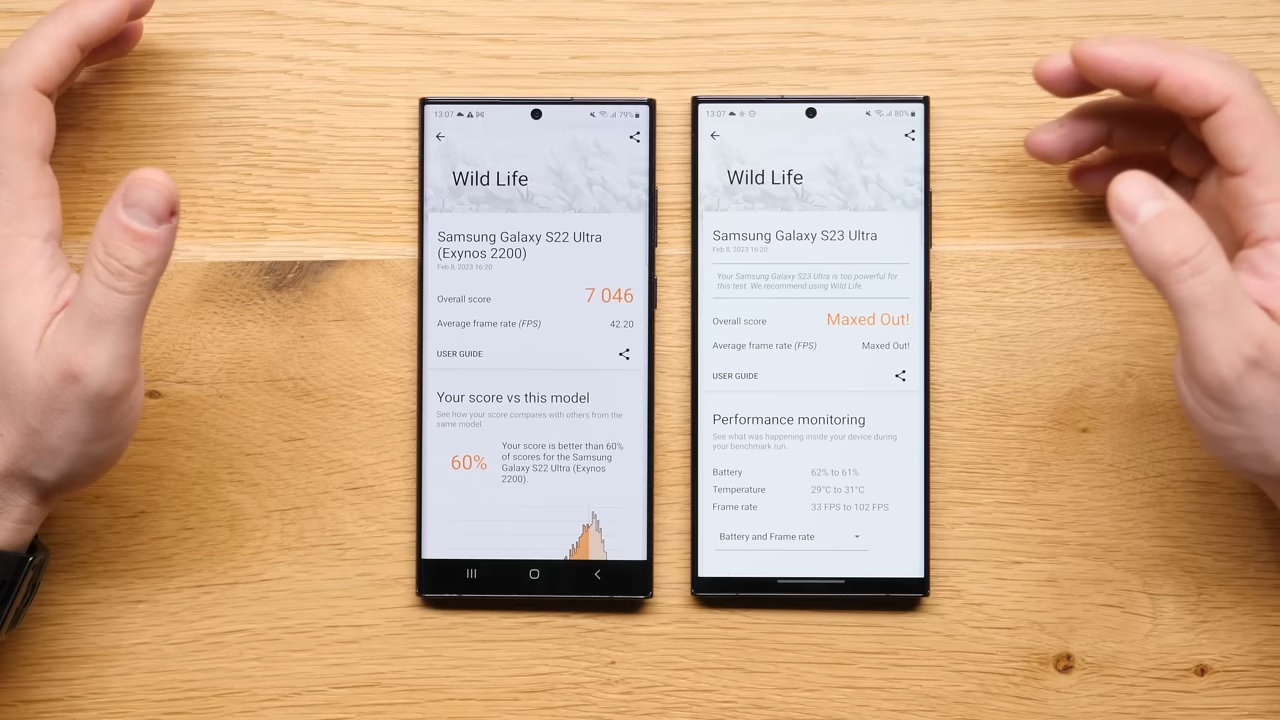 13:07
79%
Wild Life
Samsung Galaxy S22 Ultra
(Exynos 2200)
Feb 8, 2023 16:20
Overall score
7 046
Average frame rate (FPS)
42.20
USER GUIDE
Your score vs this model
See how your score compares with others from the
same model.
60%
Your score is better than 60%
of scores for the Samsung
Galaxy S22 Ultra (Exynos
2200).
13:07
80%
Wild Life
Samsung Galaxy S23 Ultra
Feb 8, 2023 16:20
Your Samsung Galaxy S23 Ultra is too powerful for
this test. We recommend using Wild Life.
Overall score
Maxed Out!
Average frame rate (FPS)
Maxed Out!
USER GUIDE
Performance monitoring
See what was happening inside your device during
your benchmark run.
Battery
62% to 61%
Temperature
29°C to 31°C
Frame rate
33 FPS to 102 FPS
Battery and Frame rate